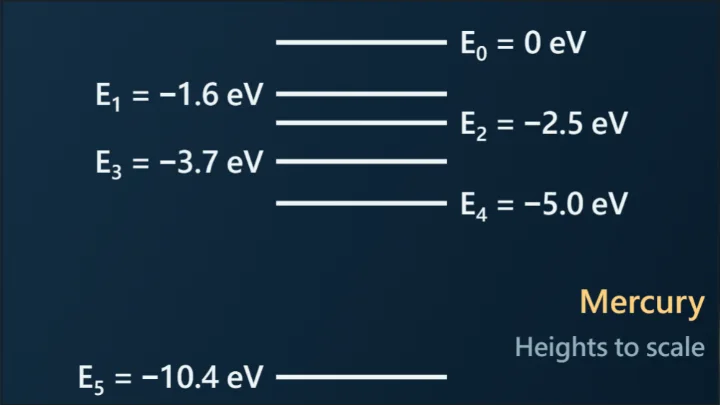 E₀ = 0 eV
E₁ = −1.6 eV
E₂ = −2.5 eV
E₃ = −3.7 eV
E₄ = −5.0 eV
Mercury
Heights to scale
E₅ = −10.4 eV